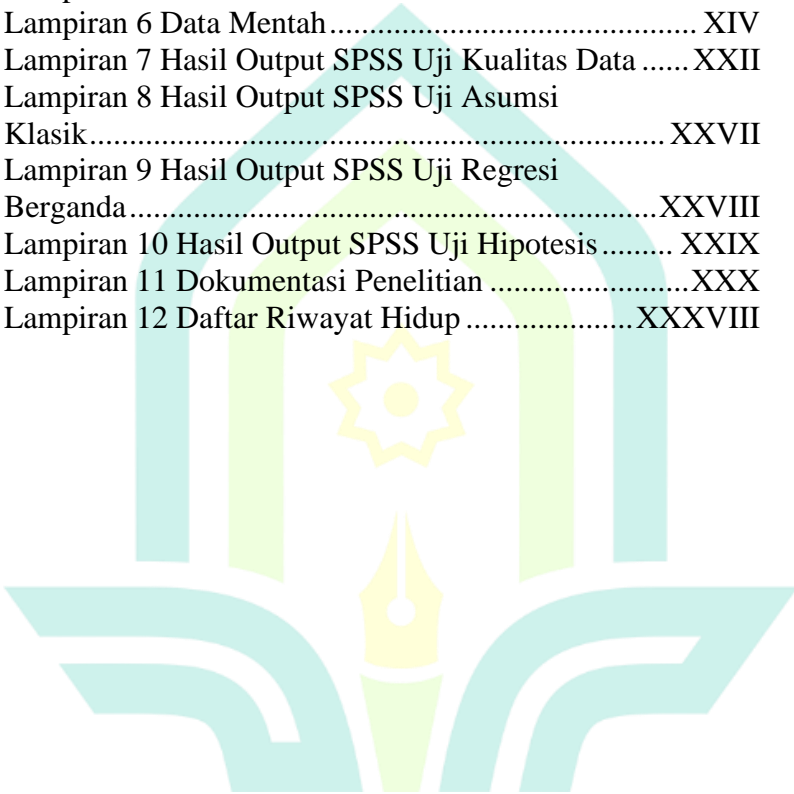 Lampiran 6 Data Mentah....................................... XIV
Lampiran 7 Hasil Output SPSS Uji Kualitas Data ......XXII
Lampiran 8 Hasil Output SPSS Uji Asumsi
Klasik............................................................. XXVII
Lampiran 9 Hasil Output SPSS Uji Regresi
Berganda........................................................XXVIII
Lampiran 10 Hasil Output SPSS Uji Hipotesis......... XXIX
Lampiran 11 Dokumentasi Penelitian .....................XXX
Lampiran 12 Daftar Riwayat Hidup ....................XXXVIII